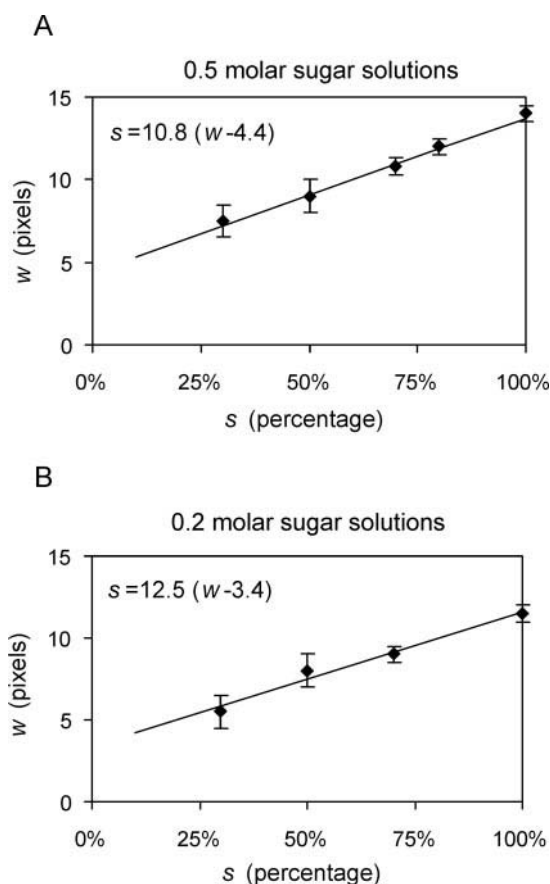 A
0.5 molar sugar solutions
15
s=10.8 (w-4.4)
10
w (pixels)
5
0
0% 25% 50% 75% 100%
s (percentage)
B
0.2 molar sugar solutions
15
s=12.5 (w-3.4)
10
w (pixels)
5
0
0% 25% 50% 75% 100%
s (percentage)